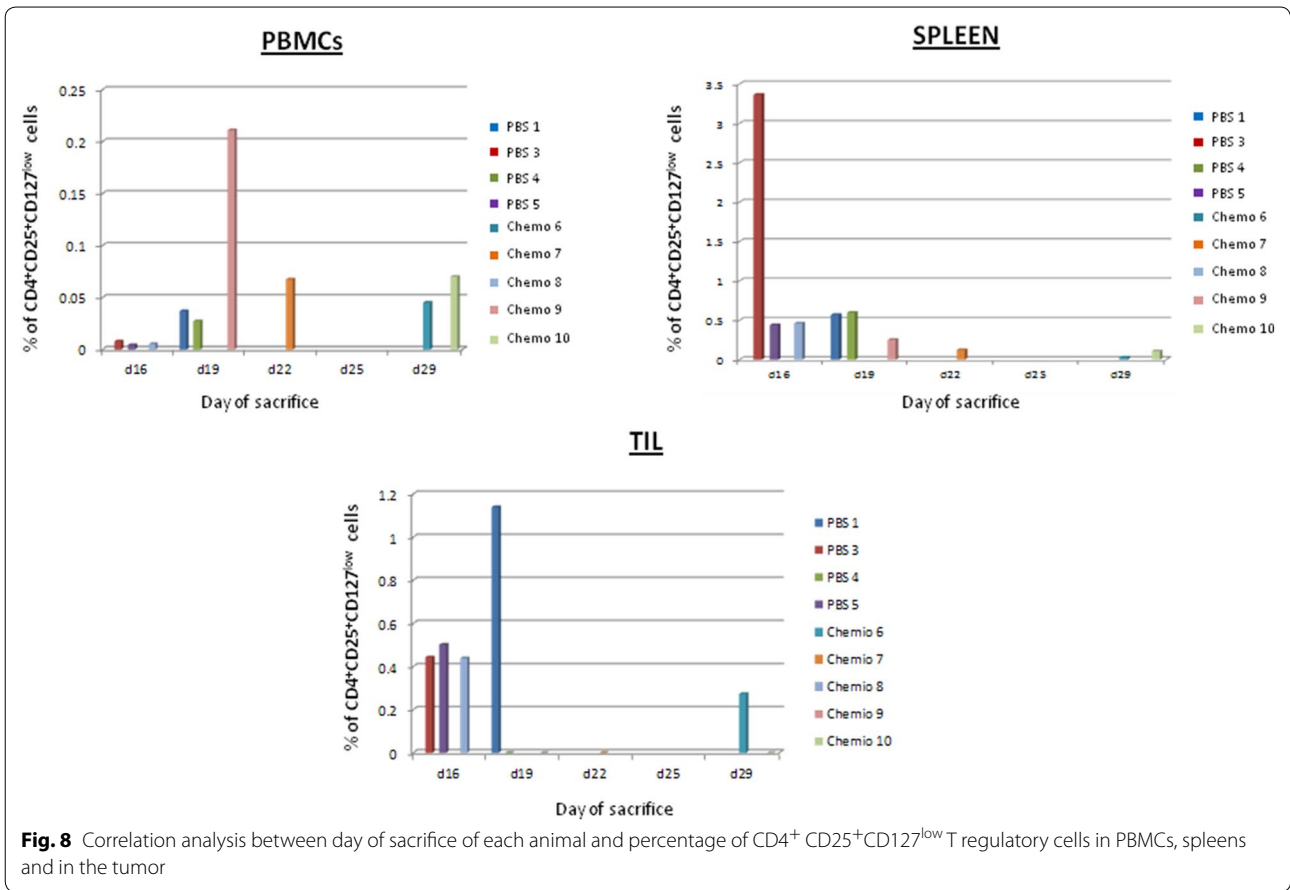 PBMCs
% of CD4⁺CD25⁺CD127ˡᵒʷ cells
0.25
0.2
0.15
0.1
0.05
0
d16 d19 d22 d25 d29
Day of sacrifice
PBS 1
PBS 3
PBS 4
PBS 5
Chemo 6
Chemo 7
Chemo 8
Chemo 9
Chemo 10
SPLEEN
% of CD4⁺CD25⁺CD127ˡᵒʷ cells
3.5
3
2.5
2
1.5
1
0.5
0
d16 d19 d22 d25 d29
Day of sacrifice
PBS 1
PBS 3
PBS 4
PBS 5
Chemo 6
Chemo 7
Chemo 8
Chemo 9
Chemo 10
TIL
% of CD4⁺CD25⁺CD127ˡᵒʷ cells
1.2
1
0.8
0.6
0.4
0.2
0
d16 d19 d22 d25 d29
Day of sacrifice
PBS 1
PBS 3
PBS 4
PBS 5
Chemio 6
Chemio 7
Chemio 8
Chemio 9
Chemio 10
Fig. 8 Correlation analysis between day of sacrifice of each animal and percentage of CD4⁺ CD25⁺CD127ˡᵒʷ T regulatory cells in PBMCs, spleens
and in the tumor